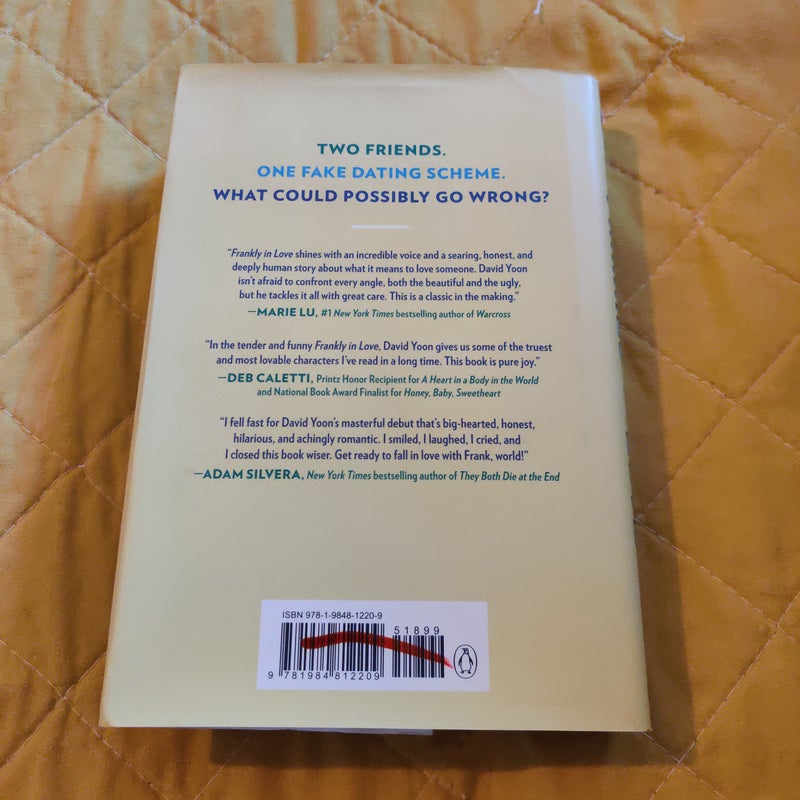 TWO FRIENDS.
ONE FAKE DATING SCHEME.
WHAT COULD POSSIBLY GO WRONG?
“Frankly in Love shines with an incredible voice and a searing, honest, and
deeply human story about what it means to love someone. David Yoon
isn’t afraid to confront every angle, both the beautiful and the ugly,
but he tackles it all with great care. This is a classic in the making.”
—MARIE LU, #1 New York Times bestselling author of Warcross
“In the tender and funny Frankly in Love, David Yoon gives us some of the truest
and most lovable characters I’ve read in a long time. This book is pure joy.”
—DEB CALETTI, Printz Honor Recipient for A Heart in a Body in the World
and National Book Award Finalist for Honey, Baby, Sweetheart
“I fell fast for David Yoon’s masterful debut that’s big-hearted, honest,
hilarious, and achingly romantic. I smiled, I laughed, I cried, and
I closed this book wiser. Get ready to fall in love with Frank, world!”
—ADAM SILVERA, New York Times bestselling author of They Both Die at the End
ISBN 978-1-9848-1220-9
51899
9 781984 812209